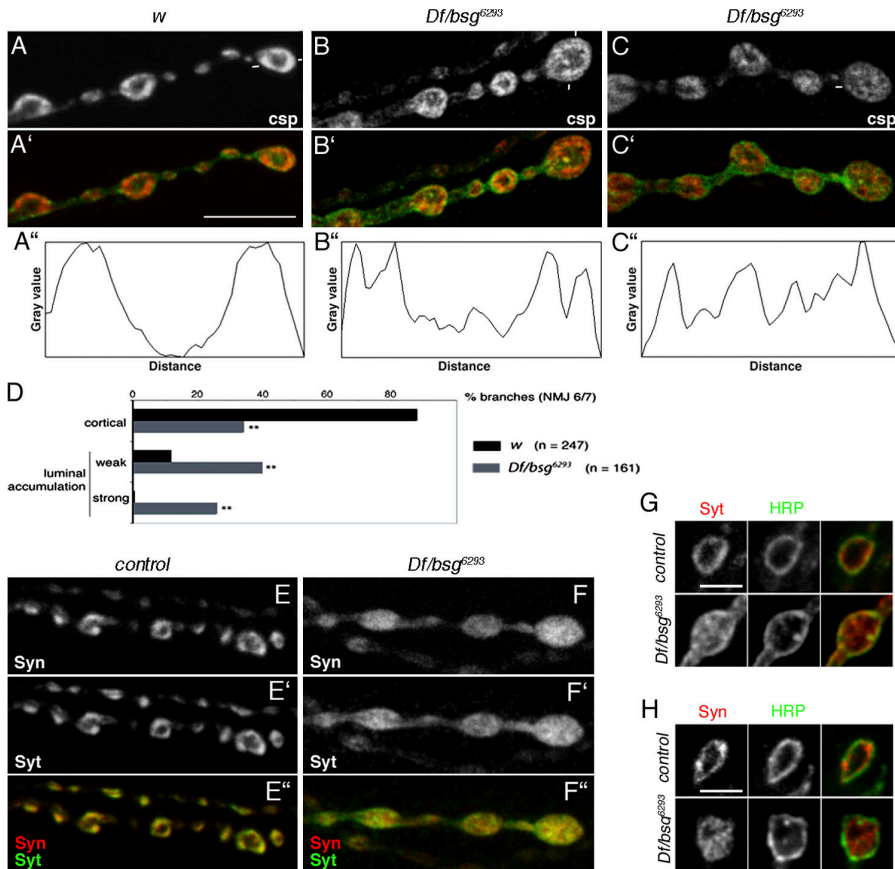 w
Df/bsg6293
Df/bsg6293
A
csp
B
csp
C
csp
A'
B'
C'
A"
Gray value
Distance
B"
Gray value
Distance
C"
Gray value
Distance
D
0 20 40 60 80
% branches (NMJ 6/7)
cortical
**
luminal accumulation
weak
**
strong
**
w (n = 247)
Df/bsg6293 (n = 161)
control
Df/bsg6293
E
Syn
F
Syn
E'
Syt
F'
Syt
E"
Syn
Syt
F"
Syn
Syt
G
Syt HRP
control
Df/bsg6293
H
Syn HRP
control
Df/bsg6293